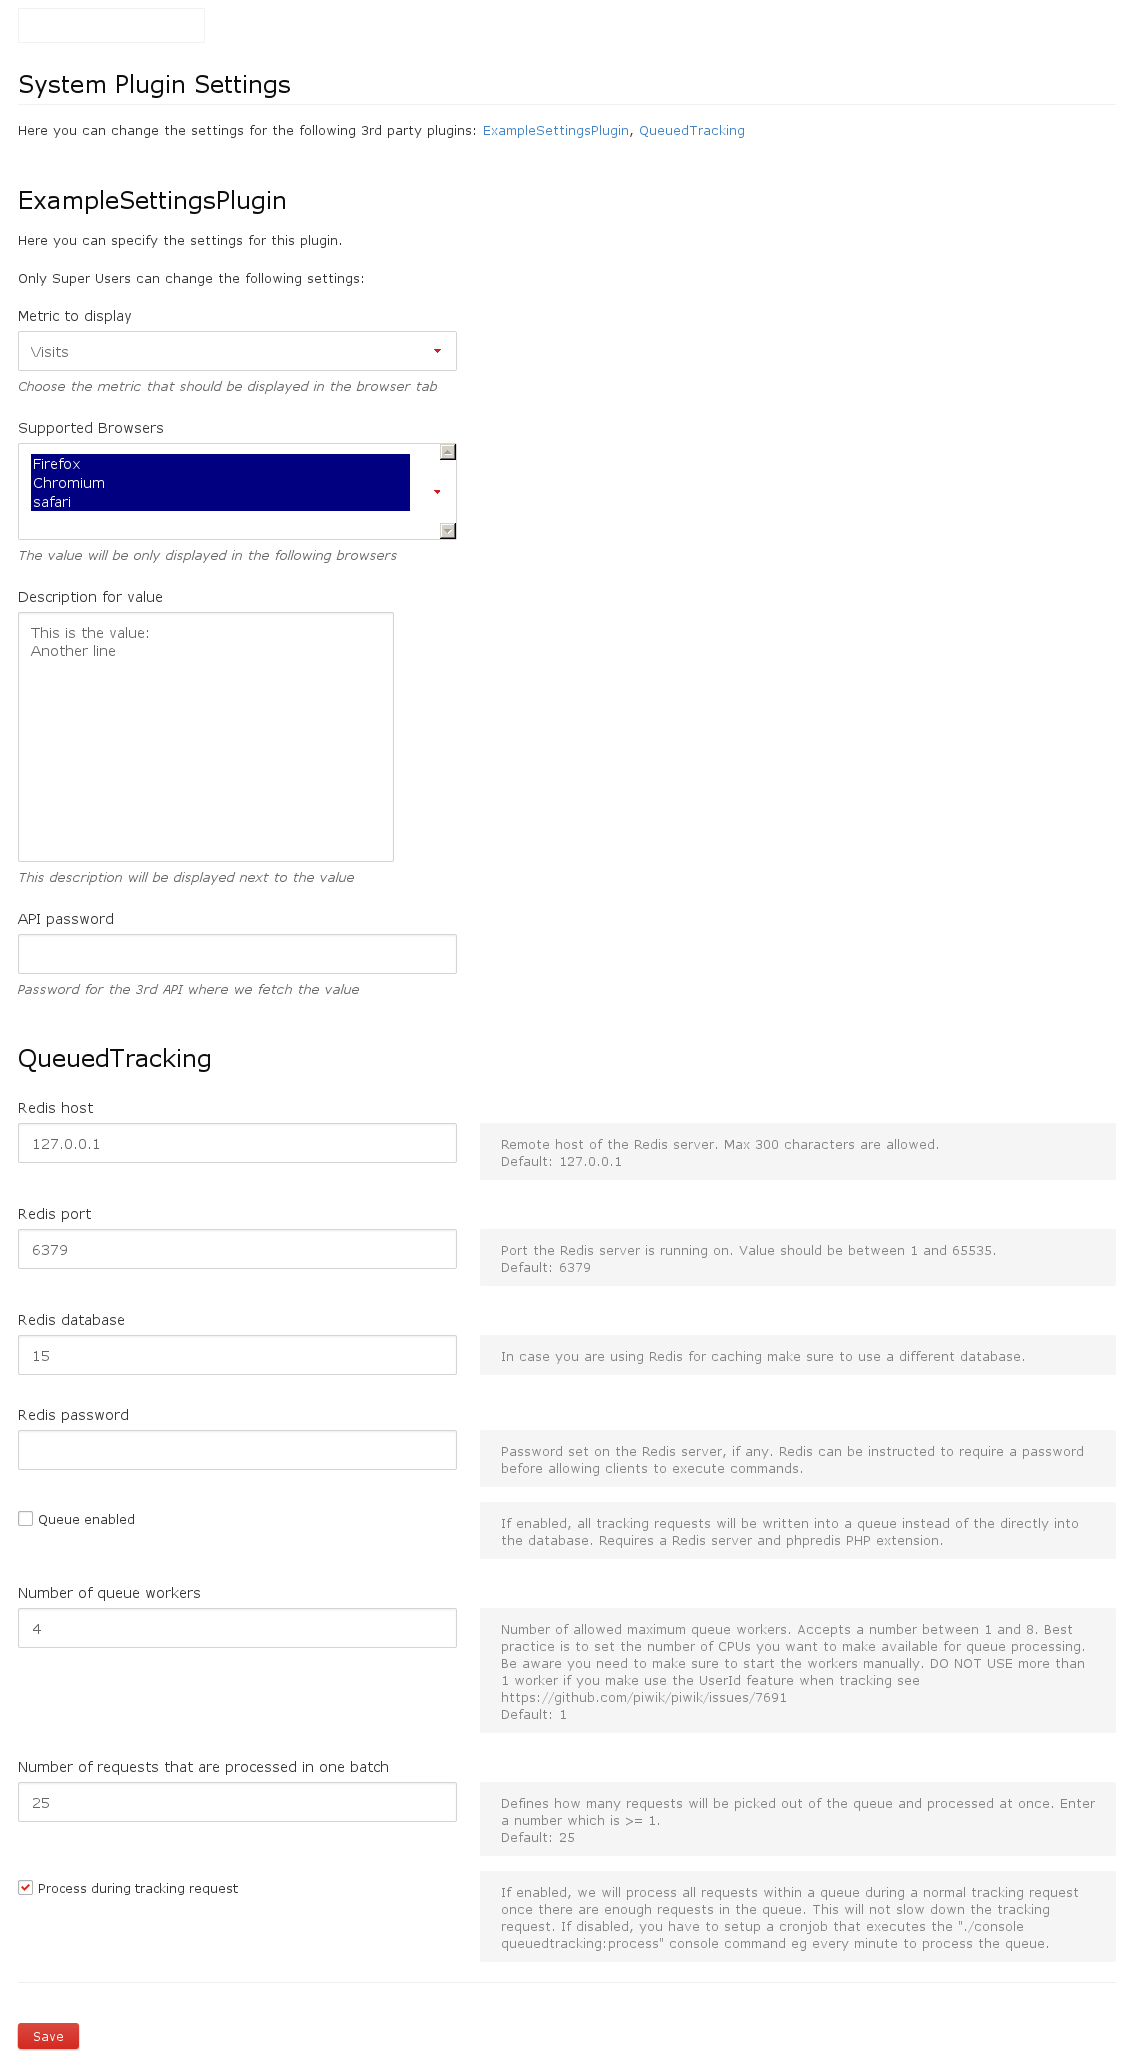 System Plugin Settings
Here you can change the settings for the following 3rd party plugins: ExampleSettingsPlugin, QueuedTracking
ExampleSettingsPlugin
Here you can specify the settings for this plugin.
Only Super Users can change the following settings:
Metric to display
Visits
Choose the metric that should be displayed in the browser tab
Supported Browsers
Firefox
Chromium
safari
The value will be only displayed in the following browsers
Description for value
This is the value:
Another line
This description will be displayed next to the value
API password
Password for the 3rd API where we fetch the value
QueuedTracking
Redis host
127.0.0.1
Remote host of the Redis server. Max 300 characters are allowed.
Default: 127.0.0.1
Redis port
6379
Port the Redis server is running on. Value should be between 1 and 65535.
Default: 6379
Redis database
15
In case you are using Redis for caching make sure to use a different database.
Redis password
Password set on the Redis server, if any. Redis can be instructed to require a password
before allowing clients to execute commands.
Queue enabled
If enabled, all tracking requests will be written into a queue instead of the directly into
the database. Requires a Redis server and phpredis PHP extension.
Number of queue workers
4
Number of allowed maximum queue workers. Accepts a number between 1 and 8. Best
practice is to set the number of CPUs you want to make available for queue processing.
Be aware you need to make sure to start the workers manually. DO NOT USE more than
1 worker if you make use the UserId feature when tracking see
https://github.com/piwik/piwik/issues/7691
Default: 1
Number of requests that are processed in one batch
25
Defines how many requests will be picked out of the queue and processed at once. Enter
a number which is >= 1.
Default: 25
Process during tracking request
If enabled, we will process all requests within a queue during a normal tracking request
once there are enough requests in the queue. This will not slow down the tracking
request. If disabled, you have to setup a cronjob that executes the "./console
queuedtracking:process" console command eg every minute to process the queue.
Save